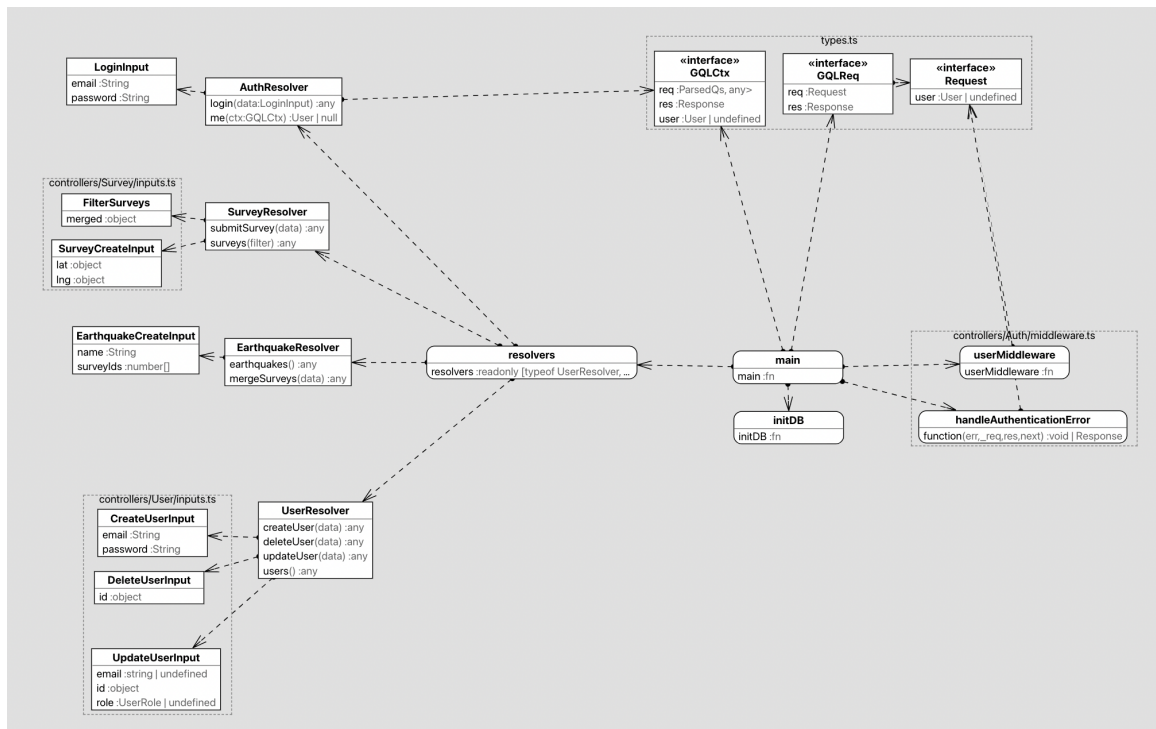 types.ts
«interface»
GQLCtx
req :ParsedQs, any>
res :Response
user :User | undefined
«interface»
GQLReq
req :Request
res :Response
«interface»
Request
user :User | undefined
LoginInput
email :String
password :String
AuthResolver
login(data:LoginInput) :any
me(ctx:GQLCtx) :User | null
controllers/Survey/inputs.ts
FilterSurveys
merged :object
SurveyCreateInput
lat :object
lng :object
SurveyResolver
submitSurvey(data) :any
surveys(filter) :any
EarthquakeCreateInput
name :String
surveyIds :number[]
EarthquakeResolver
earthquakes() :any
mergeSurveys(data) :any
resolvers
resolvers :readonly [typeof UserResolver, ...
main
main :fn
initDB
initDB :fn
controllers/Auth/middleware.ts
userMiddleware
userMiddleware :fn
handleAuthenticationError
function(err,_req,res,next) :void | Response
controllers/User/inputs.ts
CreateUserInput
email :String
password :String
DeleteUserInput
id :object
UpdateUserInput
email :string | undefined
id :object
role :UserRole | undefined
UserResolver
createUser(data) :any
deleteUser(data) :any
updateUser(data) :any
users() :any